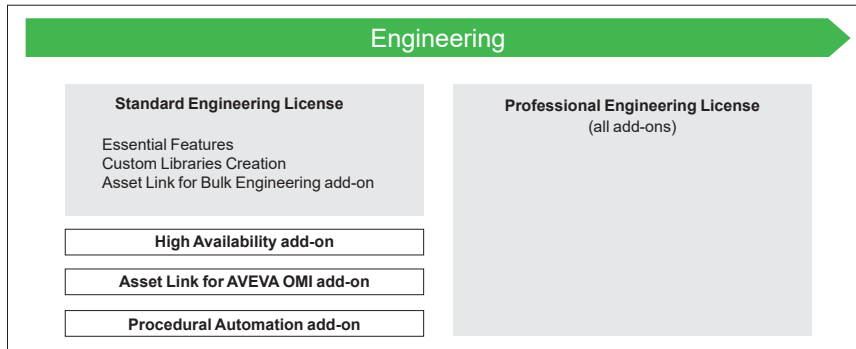 Engineering
Standard Engineering License
Essential Features
Custom Libraries Creation
Asset Link for Bulk Engineering add-on
High Availability add-on
Asset Link for AVEVA OMI add-on
Procedural Automation add-on
Professional Engineering License
(all add-ons)